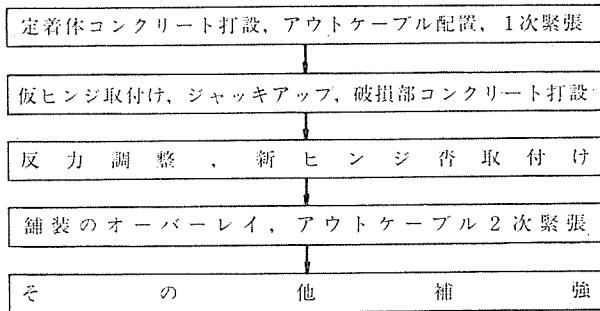 定着体コンクリート打設，アウトケーブル配置，1次緊張
仮ヒンジ取付け，ジャッキアップ，破損部コンクリート打設
反力調整，新ヒンジ沓取付け
舗装のオーバーレイ，アウトケーブル2次緊張
その他補強